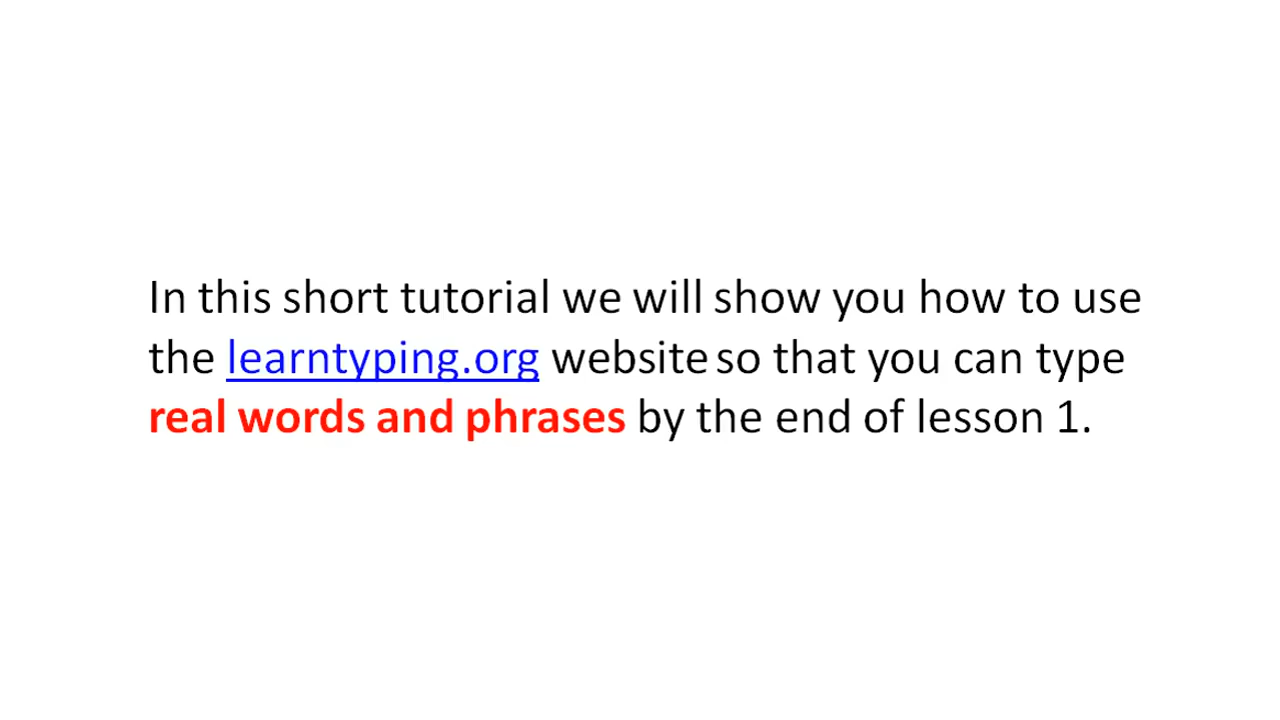 In this short tutorial we will show you how to use
the learntyping.org website so that you can type
real words and phrases by the end of lesson 1.